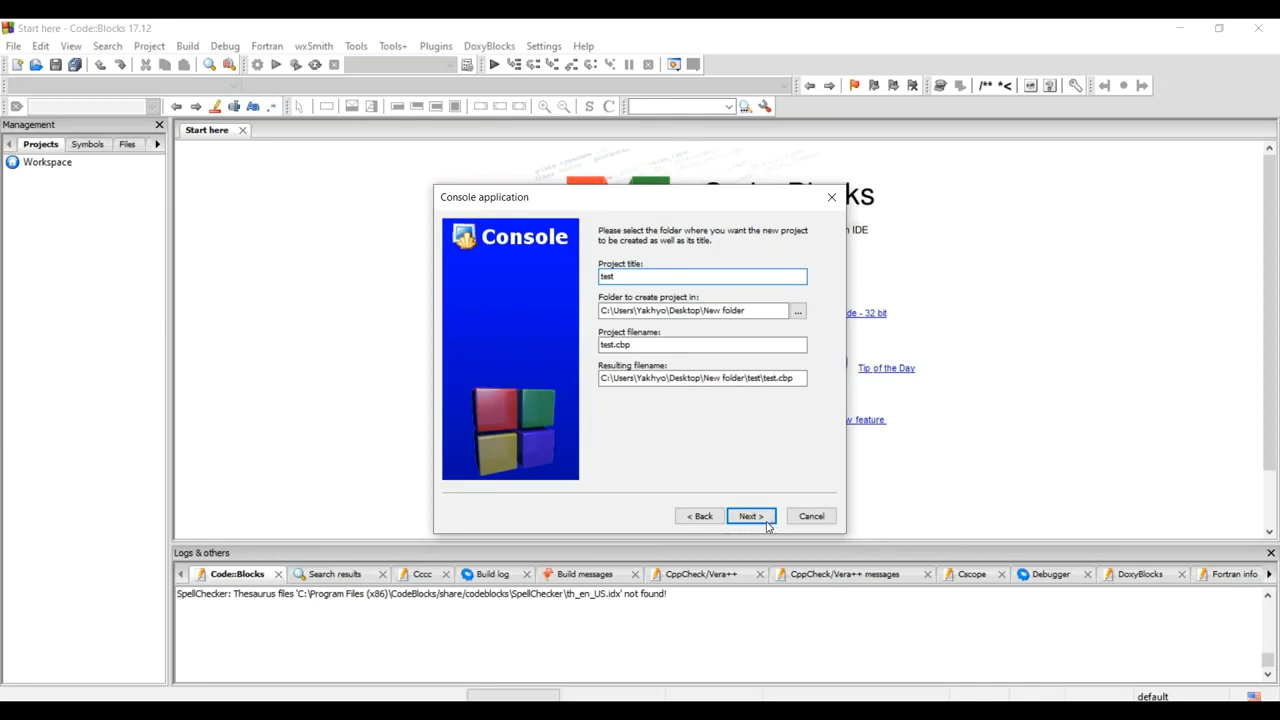 Start here - Code::Blocks 17.12
File Edit View Search Project Build Debug Fortran wxSmith Tools Tools+ Plugins DoxyBlocks Settings Help
/** *<
S C
Management
Projects Symbols Files
Workspace
Start here
Console application
Console
Please select the folder where you want the new project
to be created as well as its title.
Project title:
test
Folder to create project in:
C:\Users\Yakhyo\Desktop\New folder
...
Project filename:
test.cbp
Resulting filename:
C:\Users\Yakhyo\Desktop\New folder\test\test.cbp
< Back Next > Cancel
ks
IDE
de - 32 bit
Tip of the Day
w feature
Logs & others
Code::Blocks Search results Cccc Build log Build messages CppCheck/Vera++ CppCheck/Vera++ messages Cscope Debugger DoxyBlocks Fortran info
SpellChecker: Thesaurus files 'C:\Program Files (x86)\CodeBlocks/share/codeblocks\SpellChecker\th_en_US.idx' not found!
default